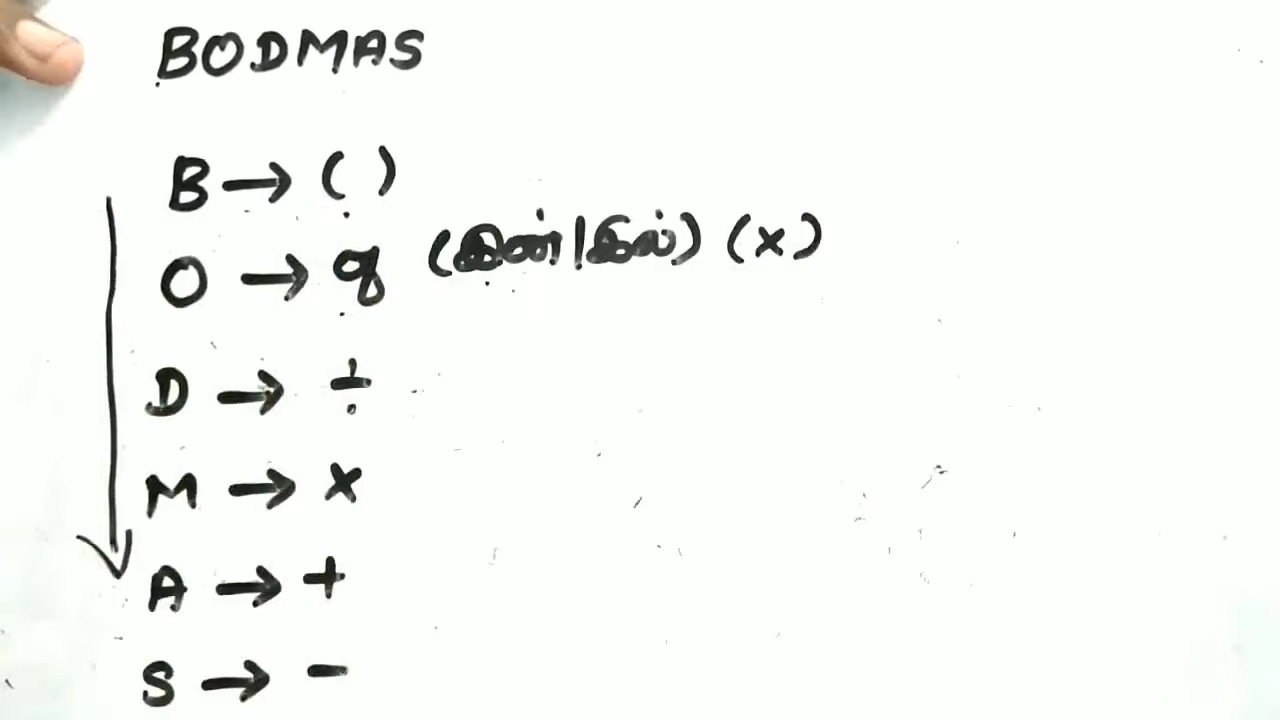 BODMAS
B → ( )
O → ஒ (இன்/இல்) (×)
D → ÷
M → ×
A → +
S → -